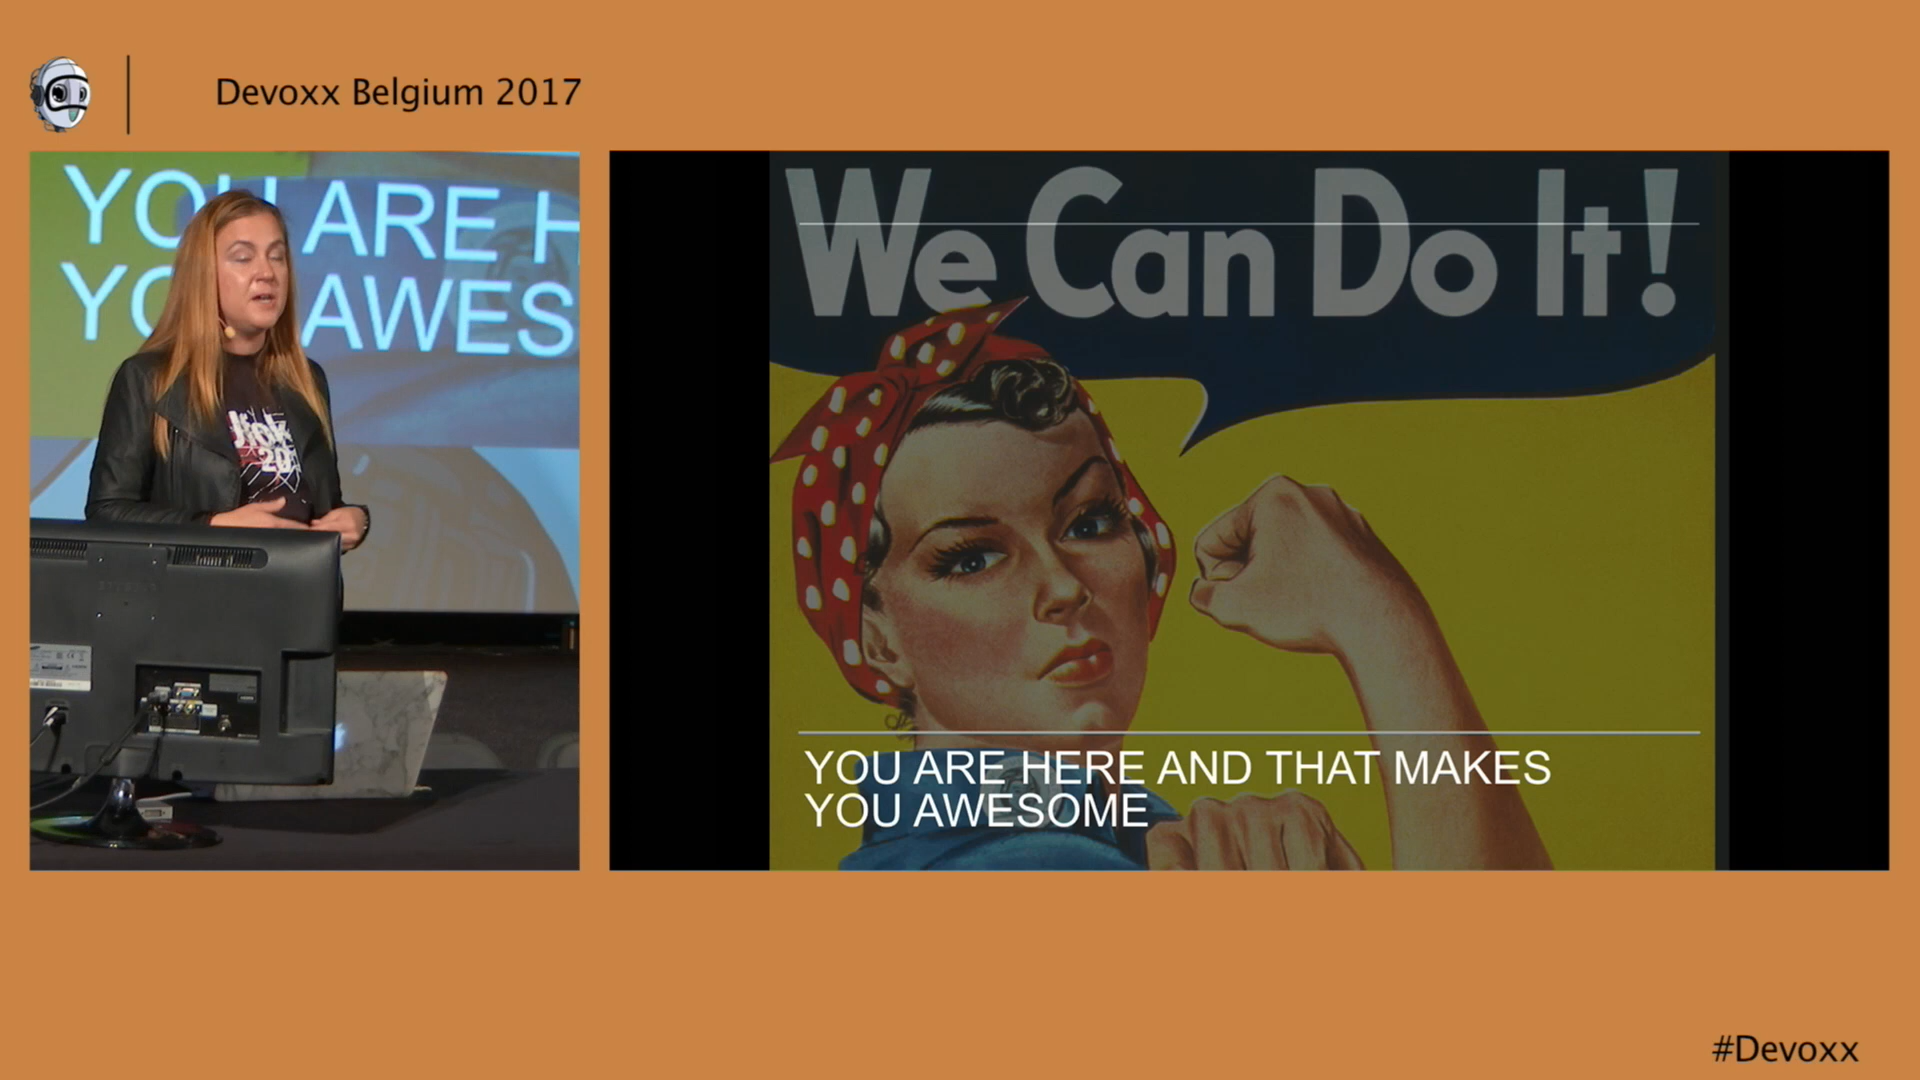 Devoxx Belgium 2017
YOU ARE H
YOU AWES
We Can Do It!
YOU ARE HERE AND THAT MAKES
YOU AWESOME
#Devoxx